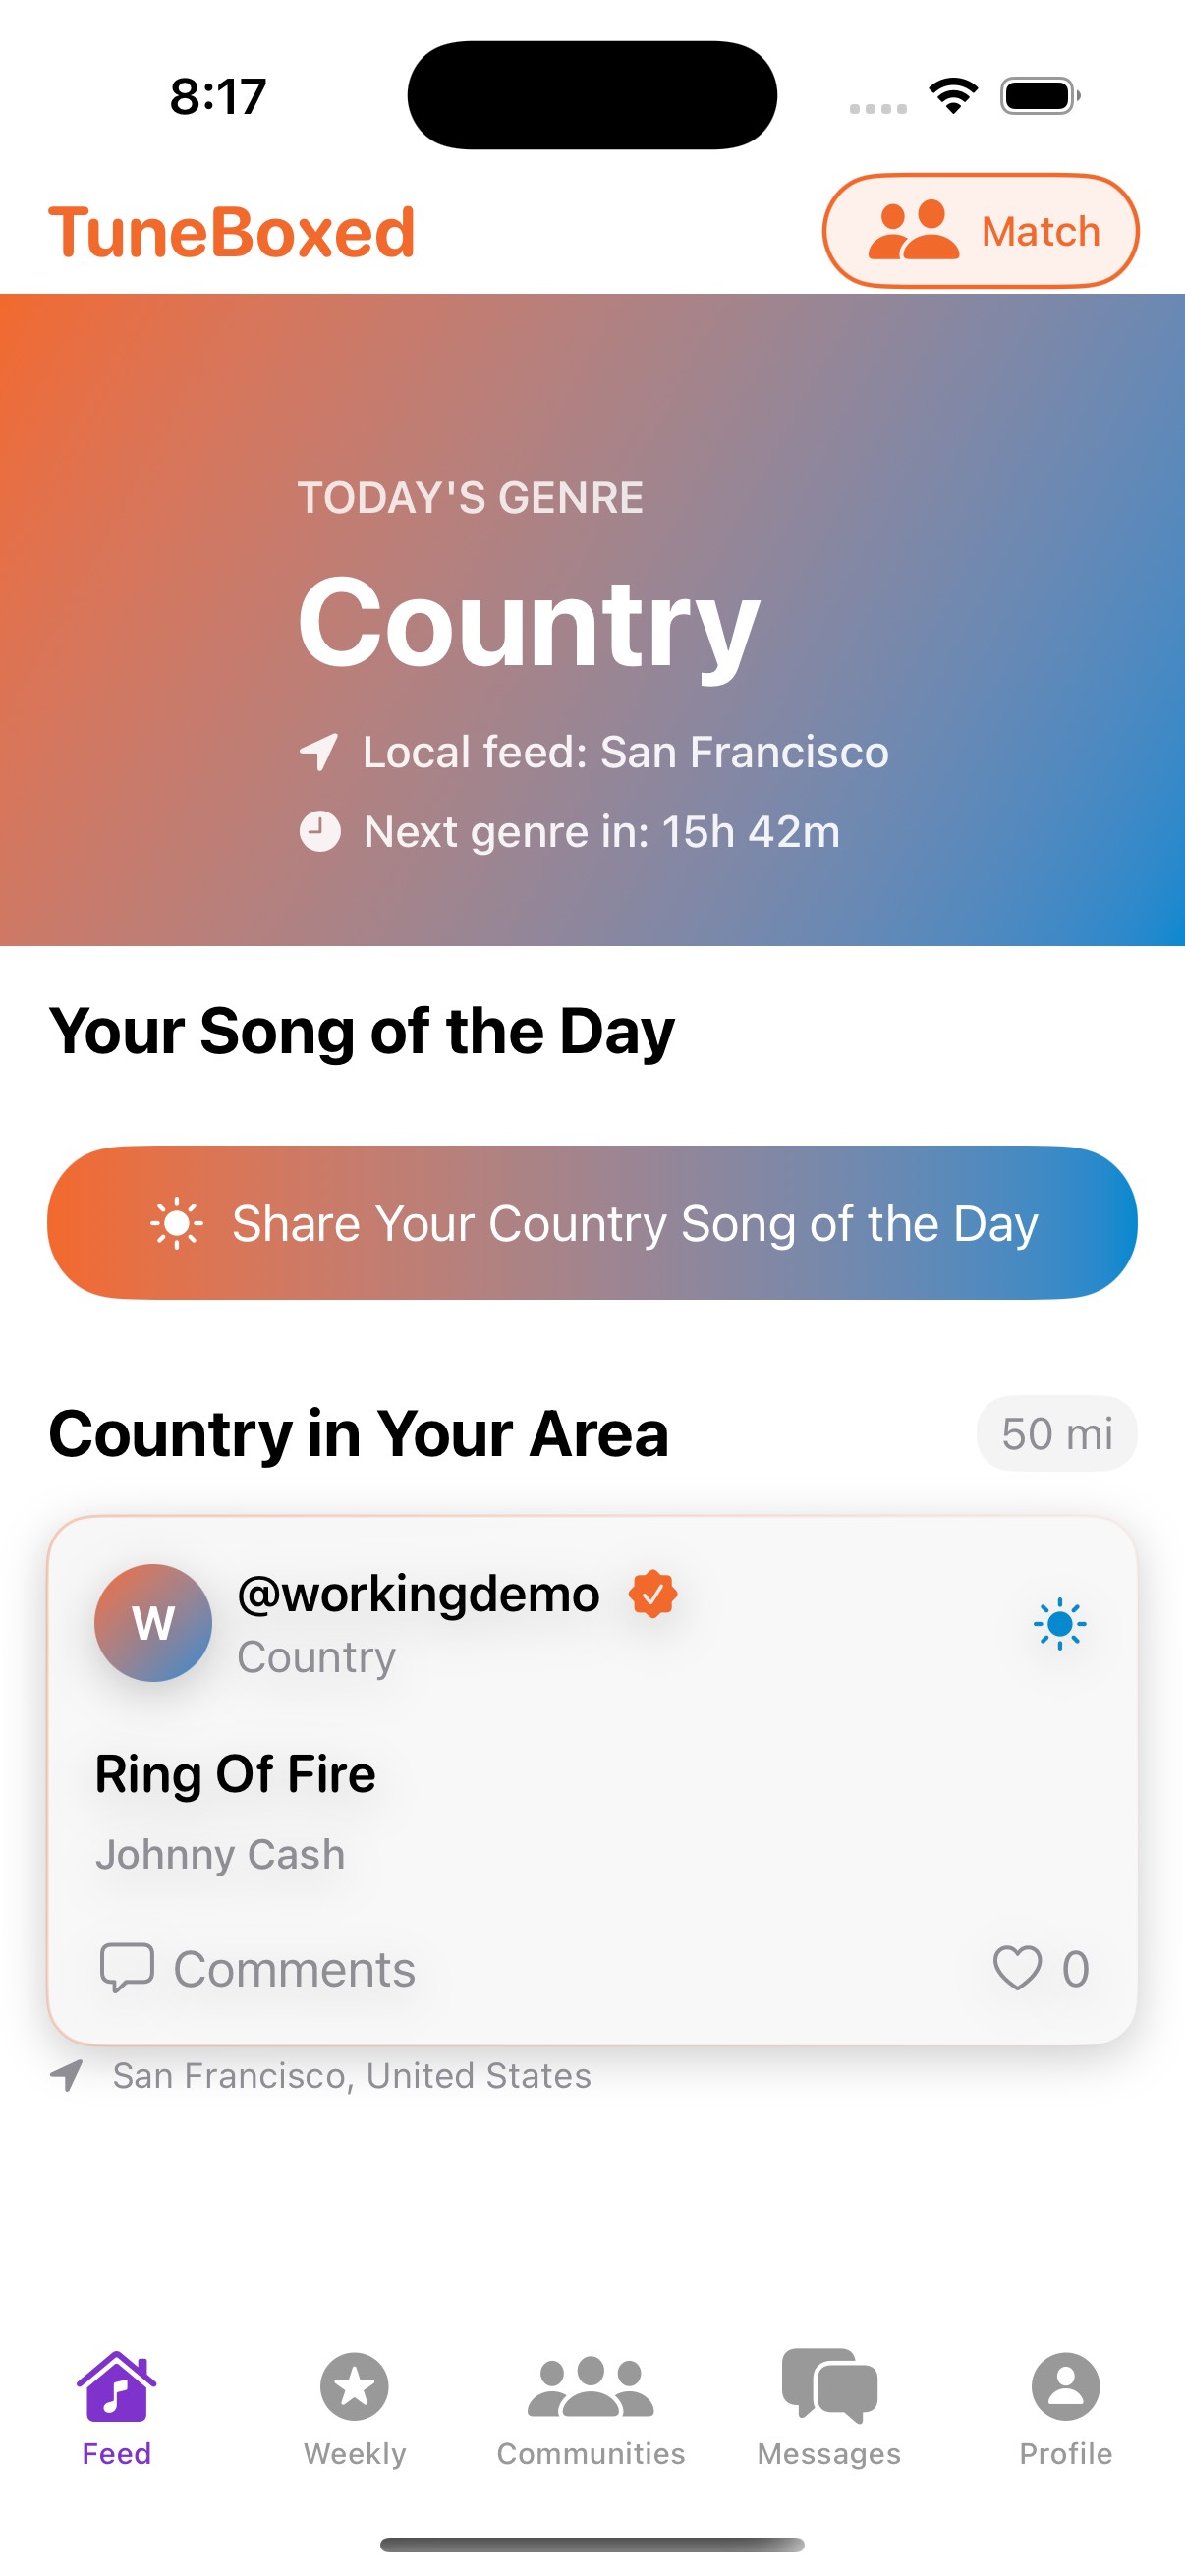 8:17
TuneBoxed
Match
TODAY'S GENRE
Country
Local feed: San Francisco
Next genre in: 15h 42m
Your Song of the Day
Share Your Country Song of the Day
Country in Your Area
50 mi
W
@workingdemo
Country
Ring Of Fire
Johnny Cash
Comments
0
San Francisco, United States
Feed
Weekly
Communities
Messages
Profile